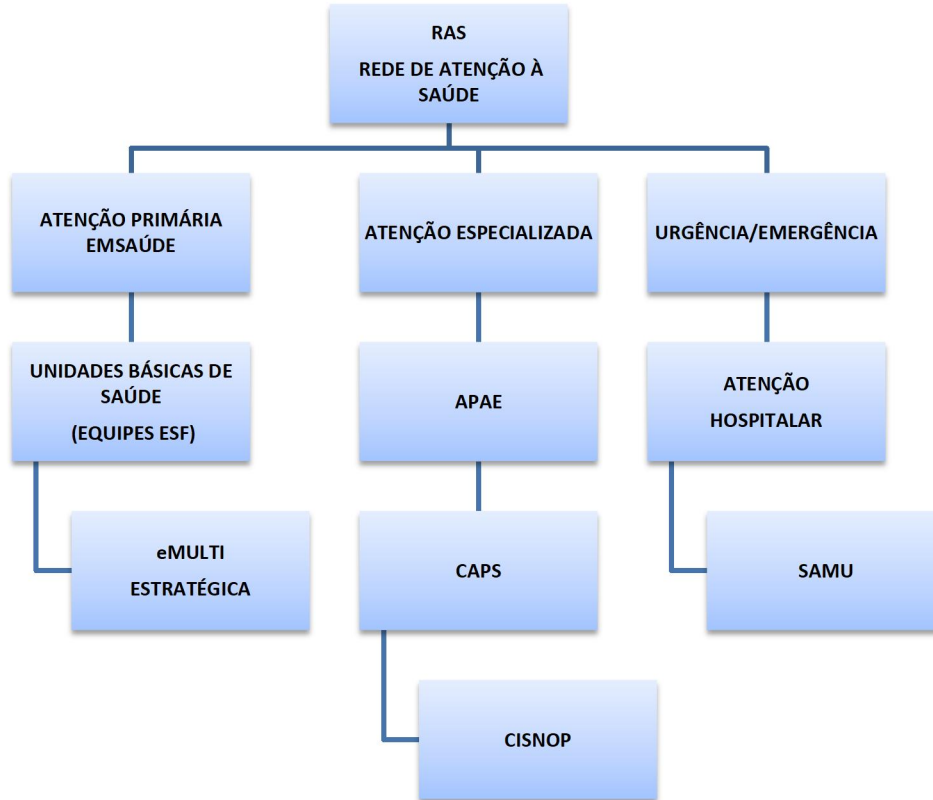 RAS
REDE DE ATENÇÃO À
SAÚDE
ATENÇÃO PRIMÁRIA
EMSAÚDE
ATENÇÃO ESPECIALIZADA
URGÊNCIA/EMERGÊNCIA
UNIDADES BÁSICAS DE
SAÚDE
(EQUIPES ESF)
APAE
ATENÇÃO
HOSPITALAR
eMULTI
ESTRATÉGICA
CAPS
SAMU
CISNOP